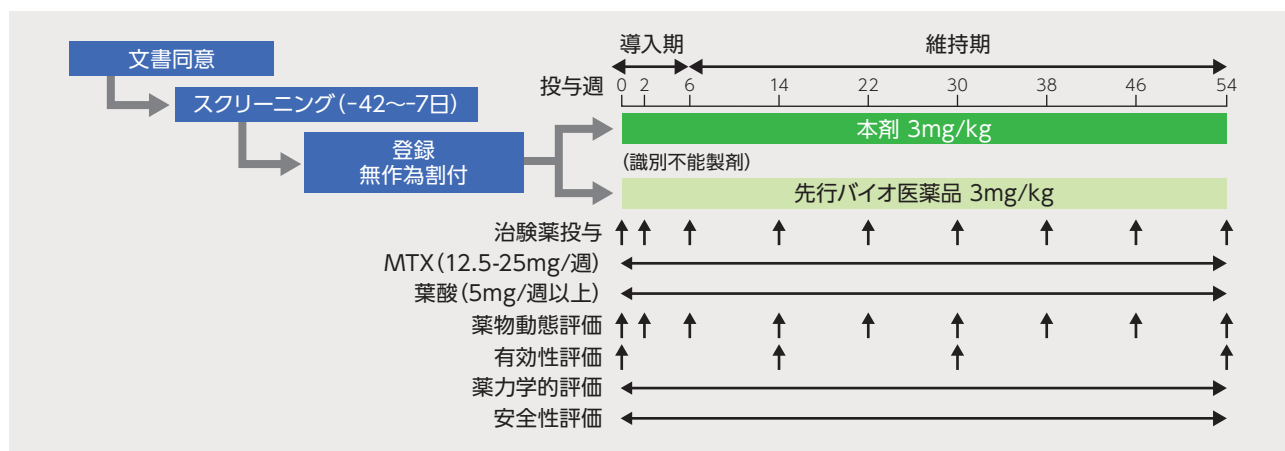 文書同意
スクリーニング(-42〜-7日)
登録
無作為割付
導入期 維持期
投与週 0 2 6 14 22 30 38 46 54
本剤 3mg/kg
(識別不能製剤)
先行バイオ医薬品 3mg/kg
治験薬投与
MTX(12.5-25mg/週)
葉酸(5mg/週以上)
薬物動態評価
有効性評価
薬力学的評価
安全性評価